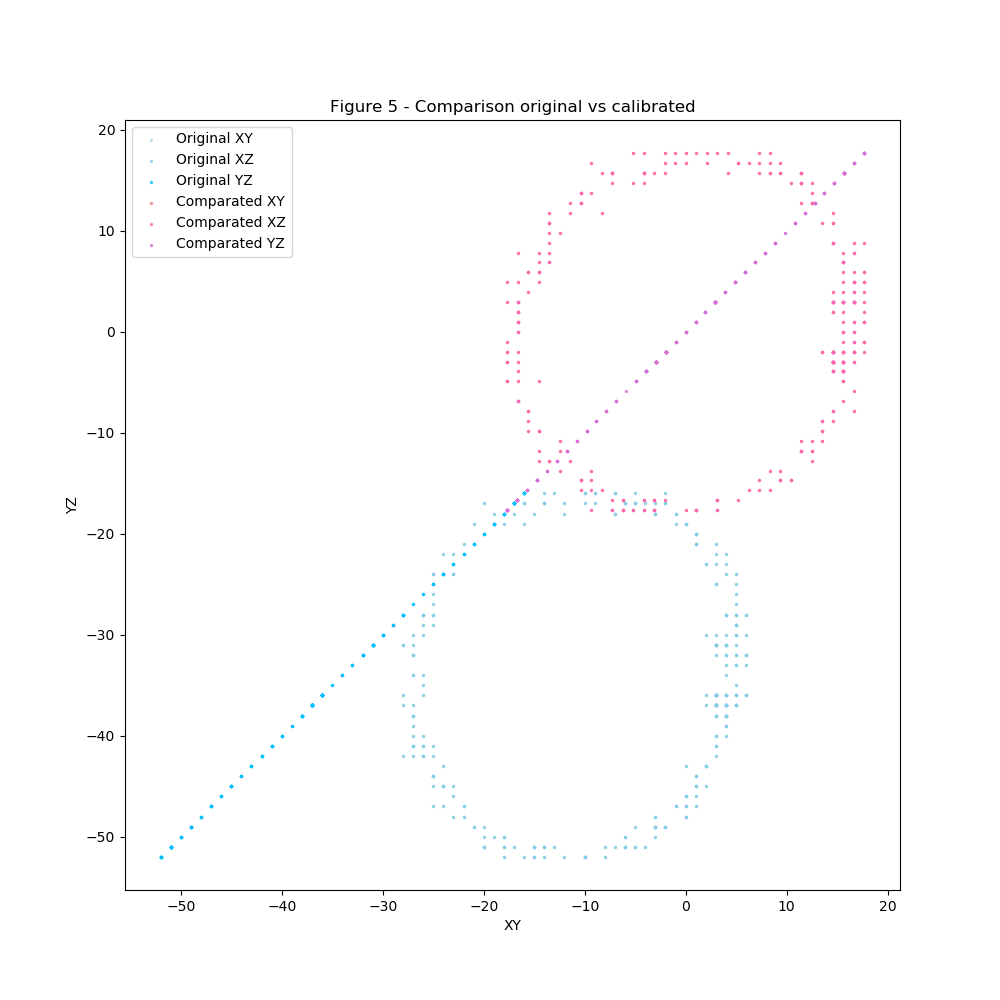 Figure 5 - Comparison original vs calibrated
Original XY
Original XZ
Original YZ
Comparated XY
Comparated XZ
Comparated YZ
20
10
0
−10
−20
−30
−40
−50
YZ
−50 −40 −30 −20 −10 0 10 20
XY